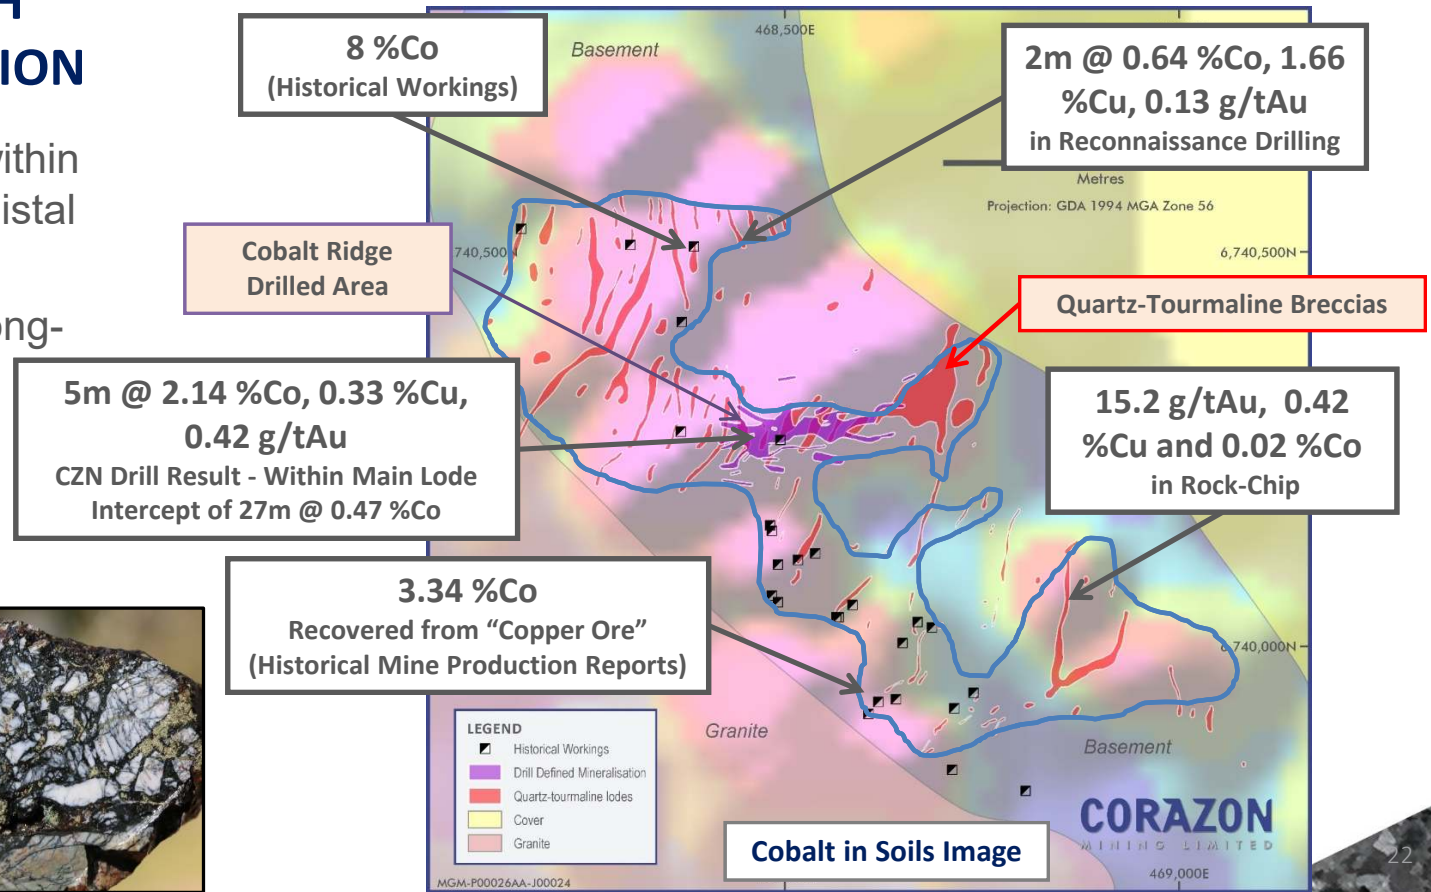 ION
8 %Co
(Historical Workings)
Basement
468,500E
2m @ 0.64 %Co, 1.66
%Cu, 0.13 g/tAu
in Reconnaissance Drilling
Metres
Projection: GDA 1994 MGA Zone 56
740,500N
6,740,500N
Cobalt Ridge
Drilled Area
Quartz-Tourmaline Breccias
5m @ 2.14 %Co, 0.33 %Cu,
0.42 g/tAu
CZN Drill Result - Within Main Lode
Intercept of 27m @ 0.47 %Co
15.2 g/tAu, 0.42
%Cu and 0.02 %Co
in Rock-Chip
3.34 %Co
Recovered from “Copper Ore”
(Historical Mine Production Reports)
6,740,000N
Granite
Basement
LEGEND
Historical Workings
Drill Defined Mineralisation
Quartz-tourmaline lodes
Cover
Granite
MGM-P00026AA-J00024
Cobalt in Soils Image
CORAZON
MINING LIMITED
469,000E
22